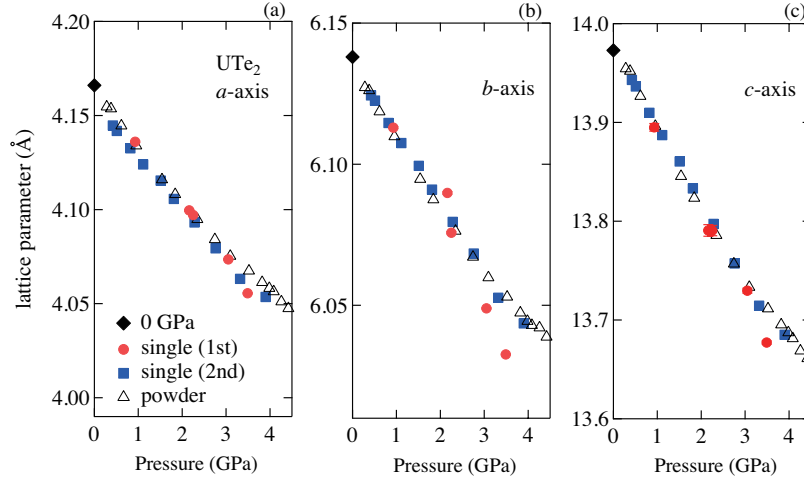 (a)
4.20
4.15
4.10
4.05
4.00
lattice parameter (Å)
UTe₂
a-axis
0 GPa
single (1st)
single (2nd)
powder
0 1 2 3 4
Pressure (GPa)
(b)
6.15
6.10
6.05
b-axis
0 1 2 3 4
Pressure (GPa)
(c)
14.0
13.9
13.8
13.7
13.6
c-axis
0 1 2 3 4
Pressure (GPa)